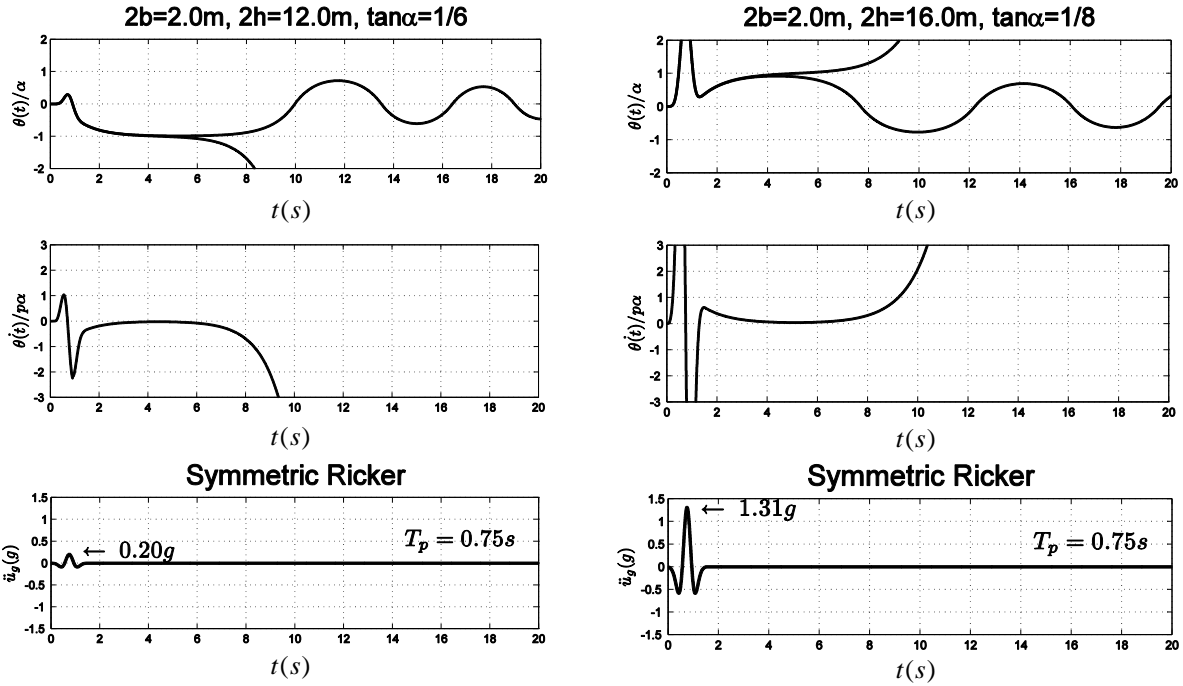 2b=2.0m, 2h=12.0m, tanα=1/6
2
1
0
-1
-2
θ(t)/α
0 2 4 6 8 10 12 14 16 18 20
t(s)
3
2
1
0
-1
-2
-3
θ̇(t)/pα
0 2 4 6 8 10 12 14 16 18 20
t(s)
Symmetric Ricker
1.5
1
0.5
0
-0.5
-1
-1.5
ü_g(g)
← 0.20g
T_p = 0.75s
0 2 4 6 8 10 12 14 16 18 20
t(s)
2b=2.0m, 2h=16.0m, tanα=1/8
2
1
0
-1
-2
θ(t)/α
0 2 4 6 8 10 12 14 16 18 20
t(s)
3
2
1
0
-1
-2
-3
θ̇(t)/pα
0 2 4 6 8 10 12 14 16 18 20
t(s)
Symmetric Ricker
1.5
1
0.5
0
-0.5
-1
-1.5
ü_g(g)
← 1.31g
T_p = 0.75s
0 2 4 6 8 10 12 14 16 18 20
t(s)